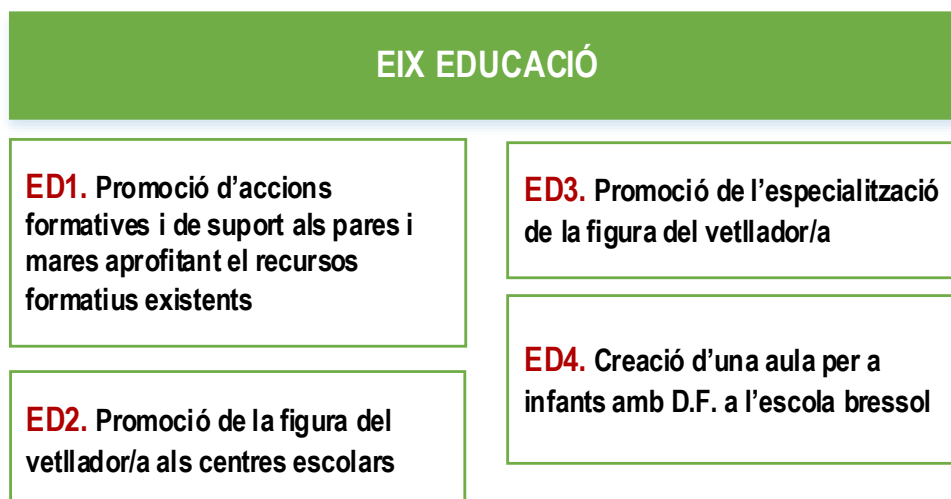 EIX EDUCACIÓ
ED1. Promoció d’accions
formatives i de suport als pares i
mares aprofitant el recursos
formatius existents
ED2. Promoció de la figura del
vetllador/a als centres escolars
ED3. Promoció de l’especialització
de la figura del vetllador/a
ED4. Creació d’una aula per a
infants amb D.F. a l’escola bressol